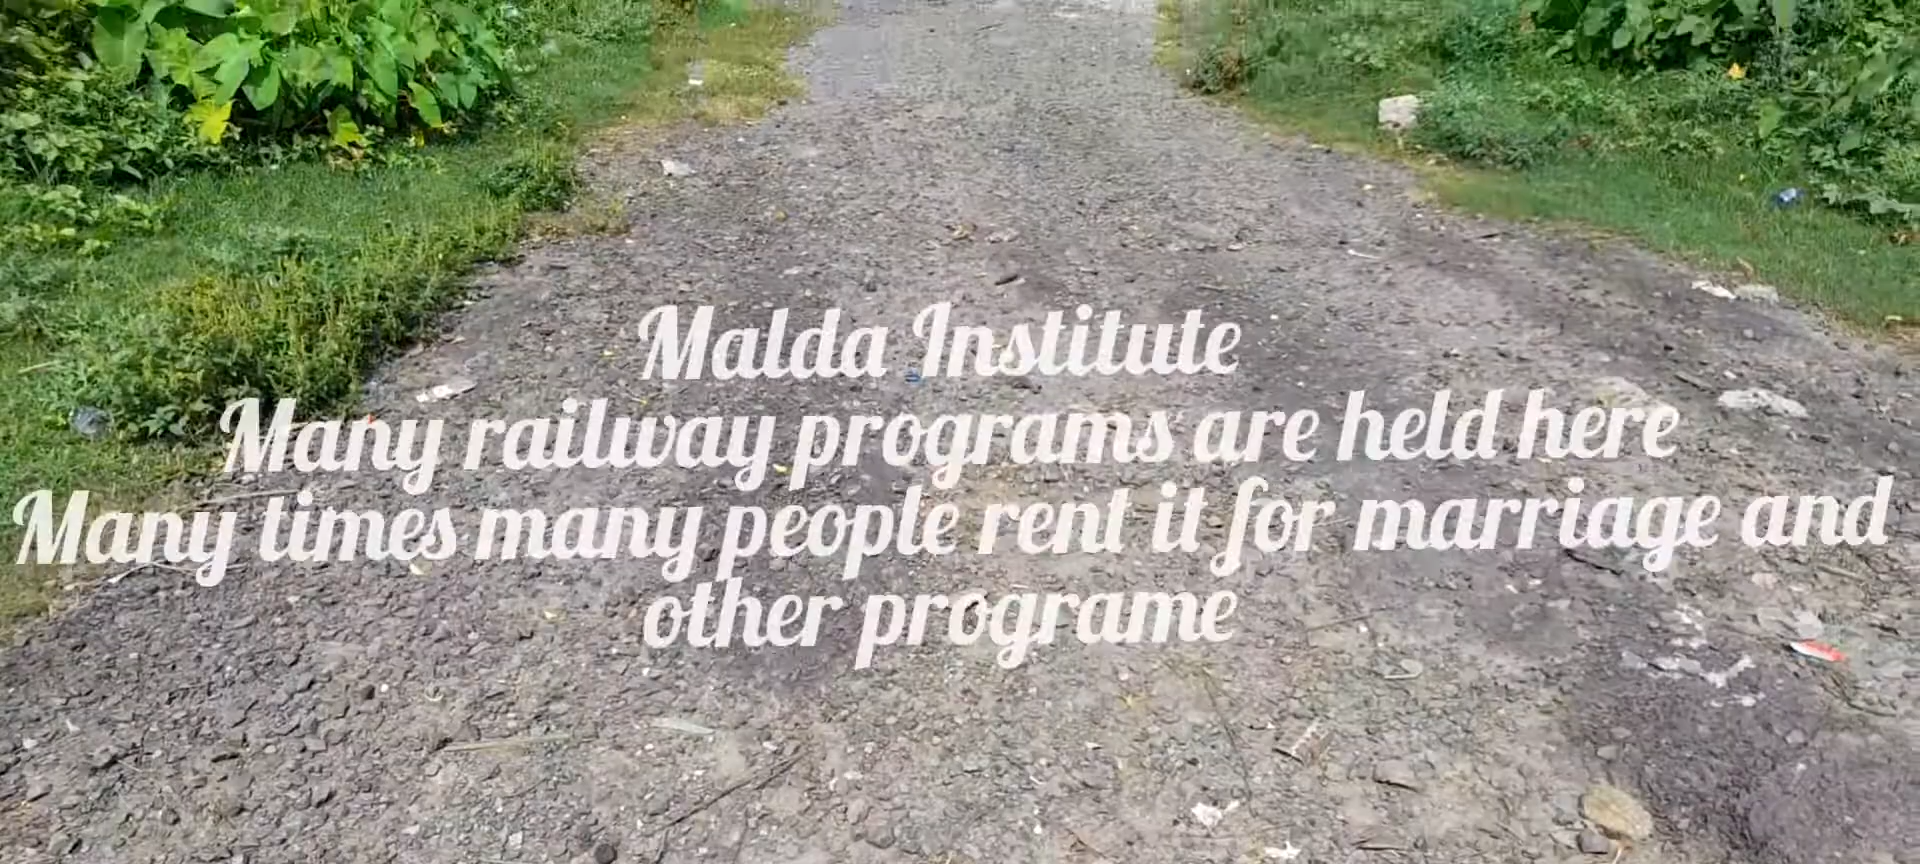 Malda Institute
Many railway programs are held here
Many times many people rent it for marriage and
other programe